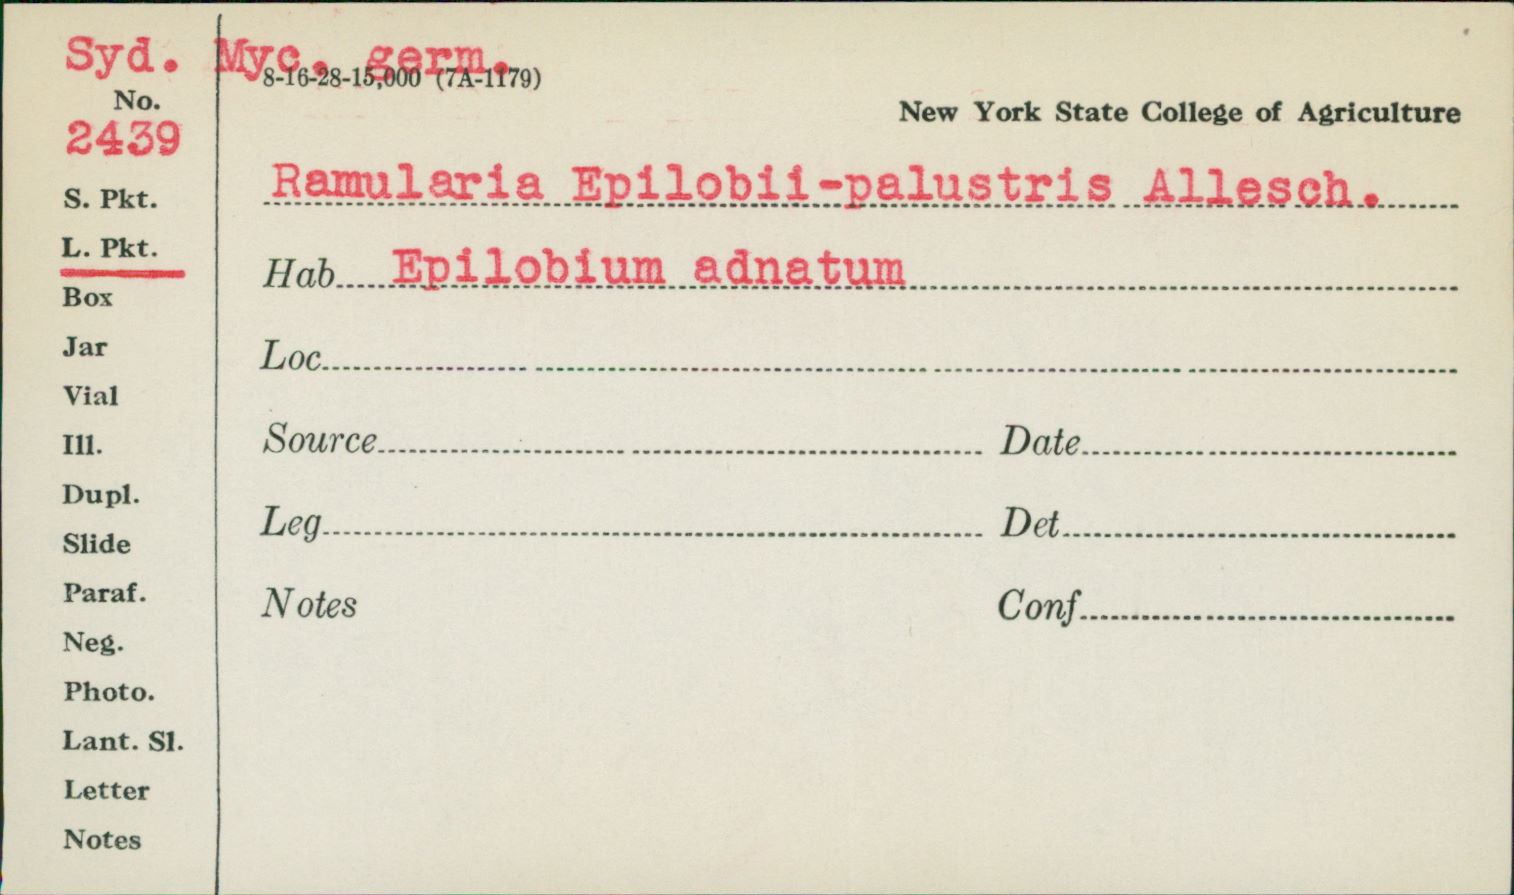 Syd. Myc. germ.
8-16-28-15,000 (7A-1179)
No.
2439
New York State College of Agriculture
Ramularia Epilobii-palustris Allesch.
S. Pkt.
L. Pkt.
Hab. Epilobium adnatum
Box
Jar
Loc.
Vial
Ill.
Source
Date
Dupl.
Leg.
Det.
Slide
Paraf.
Notes
Conf.
Neg.
Photo.
Lant. Sl.
Letter
Notes